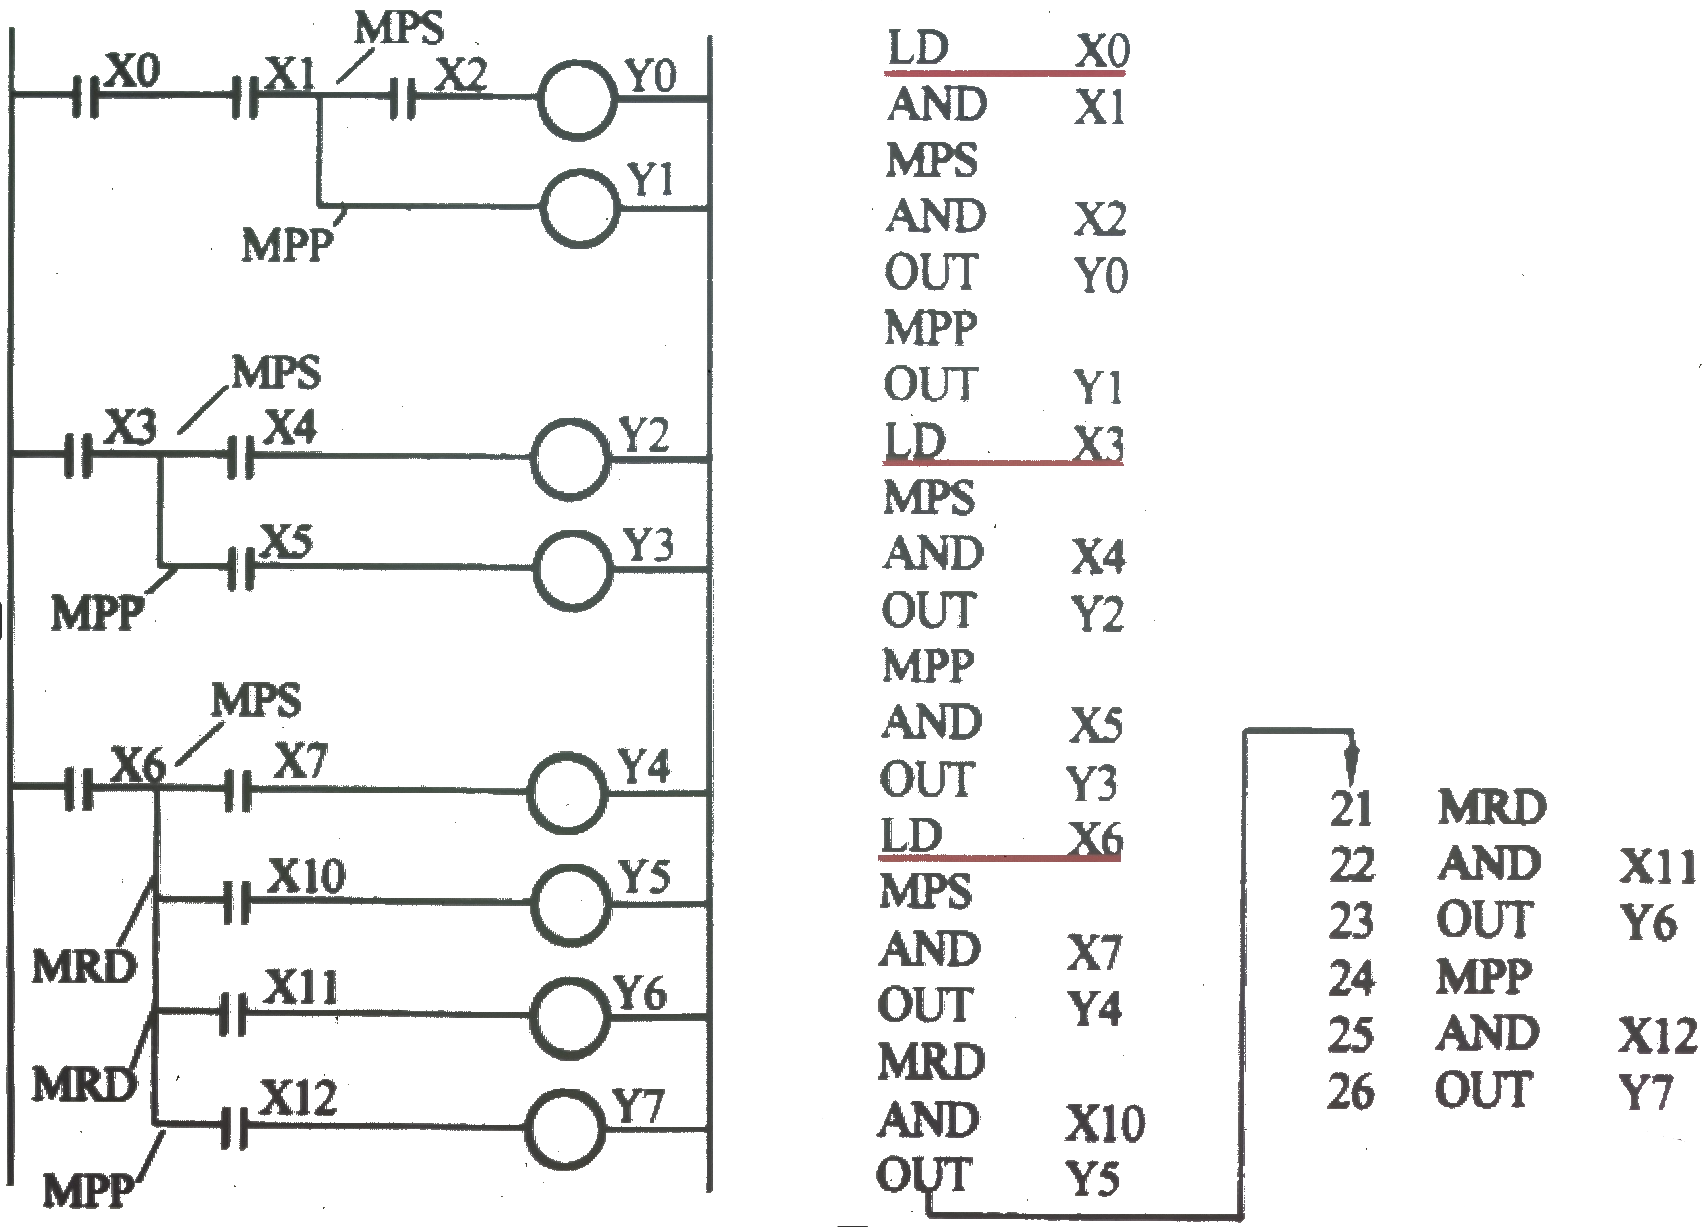 MPS
X0 X1 X2 Y0
Y1
MPP
MPS
X3 X4 Y2
X5 Y3
MPP
MPS
X6 X7 Y4
X10 Y5
MRD
X11 Y6
MRD
X12 Y7
MPP
LD X0
AND X1
MPS
AND X2
OUT Y0
MPP
OUT Y1
LD X3
MPS
AND X4
OUT Y2
MPP
AND X5
OUT Y3
LD X6
MPS
AND X7
OUT Y4
MRD
AND X10
OUT Y5
21 MRD
22 AND X11
23 OUT Y6
24 MPP
25 AND X12
26 OUT Y7